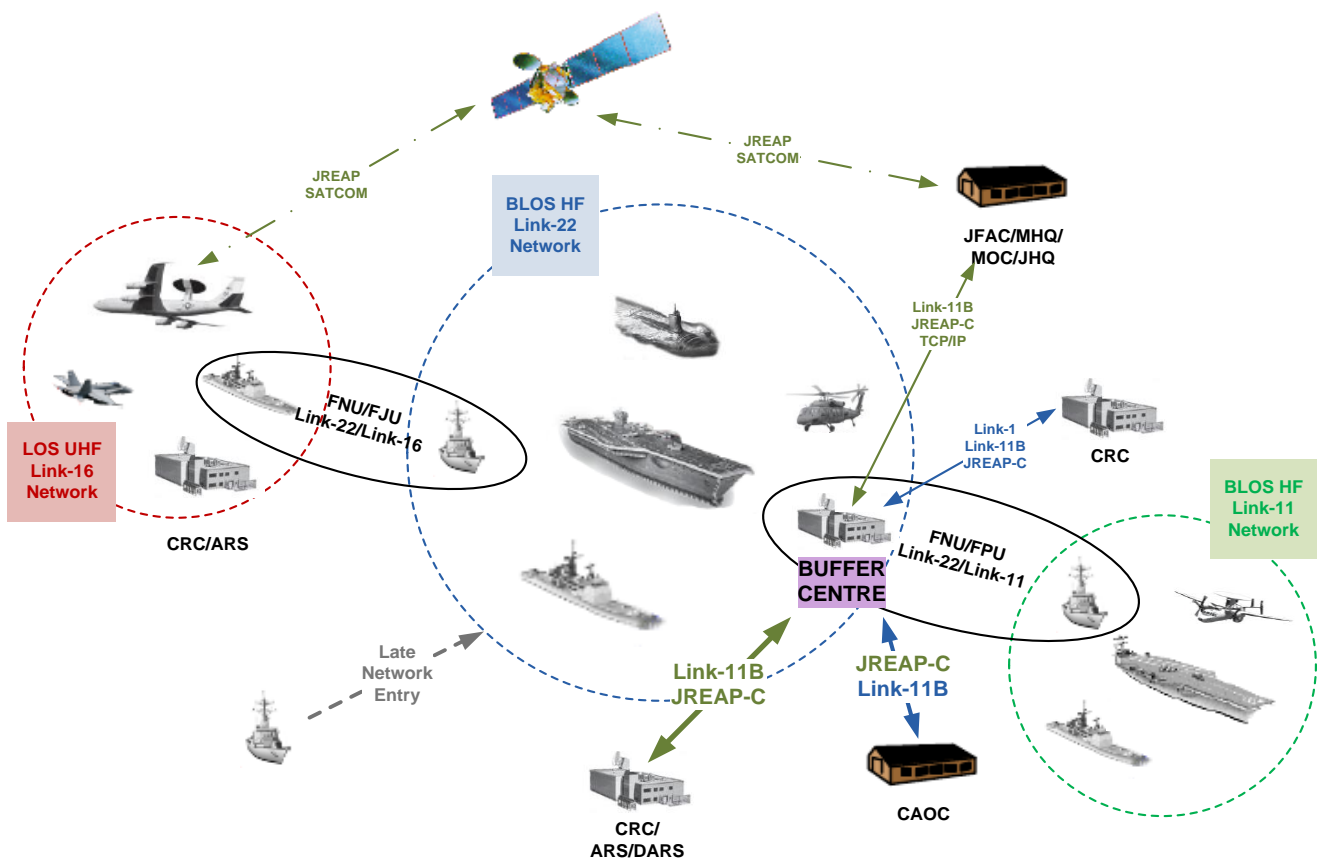 JREAP
SATCOM
JREAP
SATCOM
BLOS HF
Link-22
Network
JFAC/MHQ/
MOC/JHQ
Link-11B
JREAP-C
TCP/IP
FNU/FJU
Link-22/Link-16
LOS UHF
Link-16
Network
CRC/ARS
Link-1
Link-11B
JREAP-C
CRC
BLOS HF
Link-11
Network
FNU/FPU
Link-22/Link-11
BUFFER
CENTRE
Late
Network
Entry
Link-11B
JREAP-C
JREAP-C
Link-11B
CRC/
ARS/DARS
CAOC